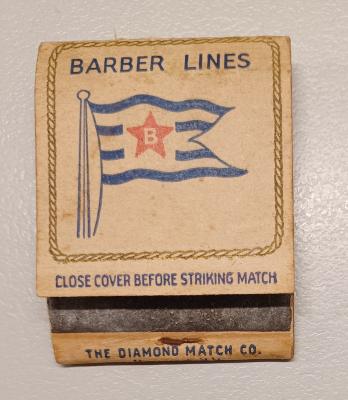 BARBER LINES
B
CLOSE COVER BEFORE STRIKING MATCH
THE DIAMOND MATCH CO.